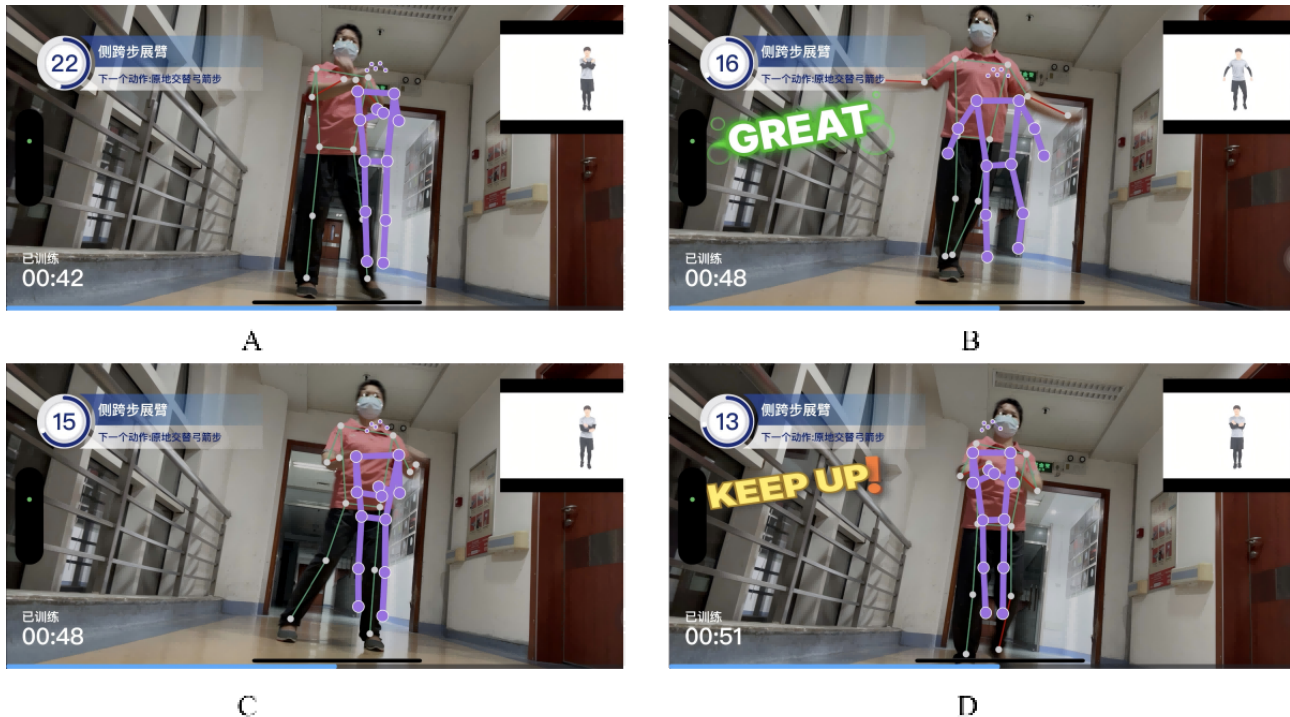 22
侧跨步展臂
下一个动作:原地交替弓箭步
已训练
00:42
A
16
侧跨步展臂
下一个动作:原地交替弓箭步
GREAT
已训练
00:48
B
15
侧跨步展臂
下一个动作:原地交替弓箭步
已训练
00:48
C
13
侧跨步展臂
下一个动作:原地交替弓箭步
KEEP UP!
已训练
00:51
D